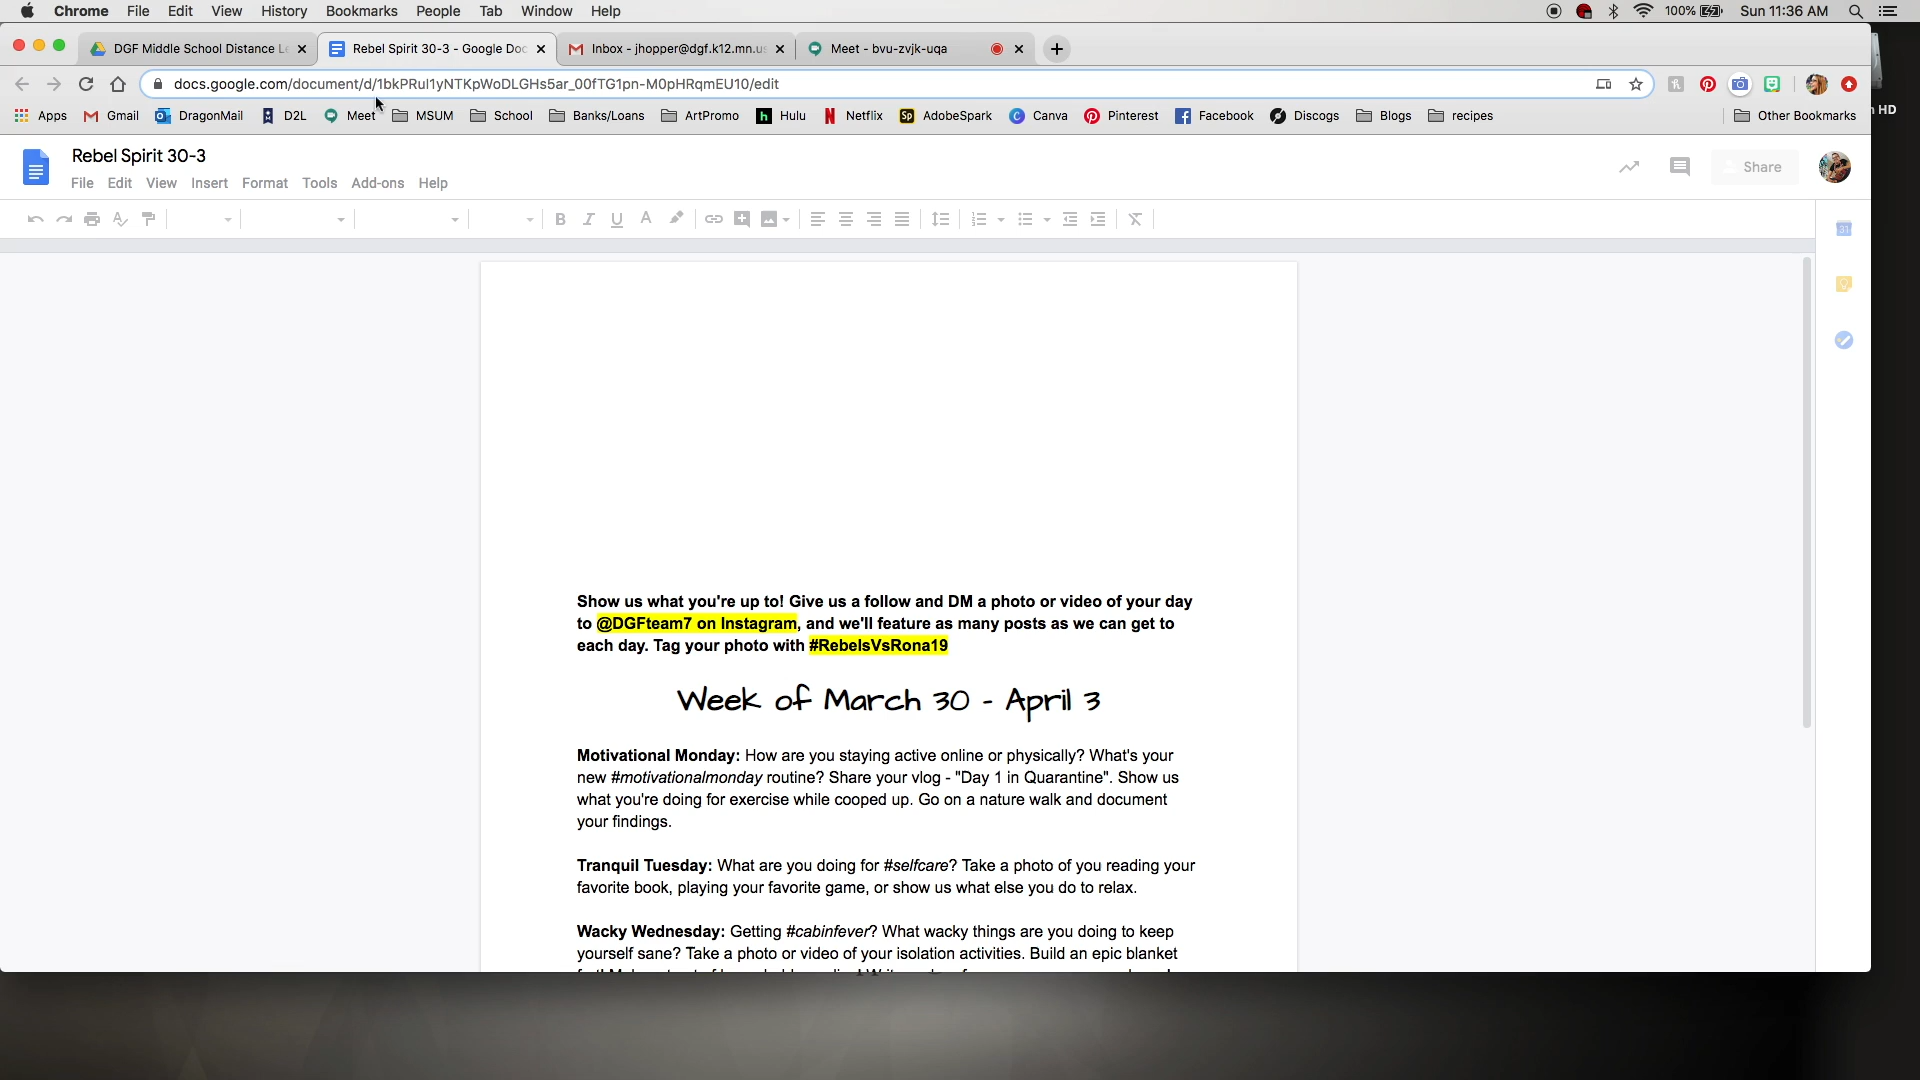 Chrome File Edit View History Bookmarks People Tab Window Help 100% Sun 11:36 AM
DGF Middle School Distance Le Rebel Spirit 30-3 - Google Doc Inbox - jhopper@dgf.k12.mn.us Meet - bvu-zvjk-uqa
docs.google.com/document/d/1bkPRuI1yNTKpWoDLGHs5ar_00fTG1pn-M0pHRqmEU10/edit
Apps Gmail DragonMail D2L Meet MSUM School Banks/Loans ArtPromo Hulu Netflix AdobeSpark Canva Pinterest Facebook Discogs Blogs recipes Other Bookmarks HD
Rebel Spirit 30-3
File Edit View Insert Format Tools Add-ons Help Share
31
Show us what you're up to! Give us a follow and DM a photo or video of your day
to @DGFteam7 on Instagram, and we'll feature as many posts as we can get to
each day. Tag your photo with #RebelsVsRona19
Week of March 30 - April 3
Motivational Monday: How are you staying active online or physically? What's your
new #motivationalmonday routine? Share your vlog - "Day 1 in Quarantine". Show us
what you're doing for exercise while cooped up. Go on a nature walk and document
your findings.
Tranquil Tuesday: What are you doing for #selfcare? Take a photo of you reading your
favorite book, playing your favorite game, or show us what else you do to relax.
Wacky Wednesday: Getting #cabinfever? What wacky things are you doing to keep
yourself sane? Take a photo or video of your isolation activities. Build an epic blanket